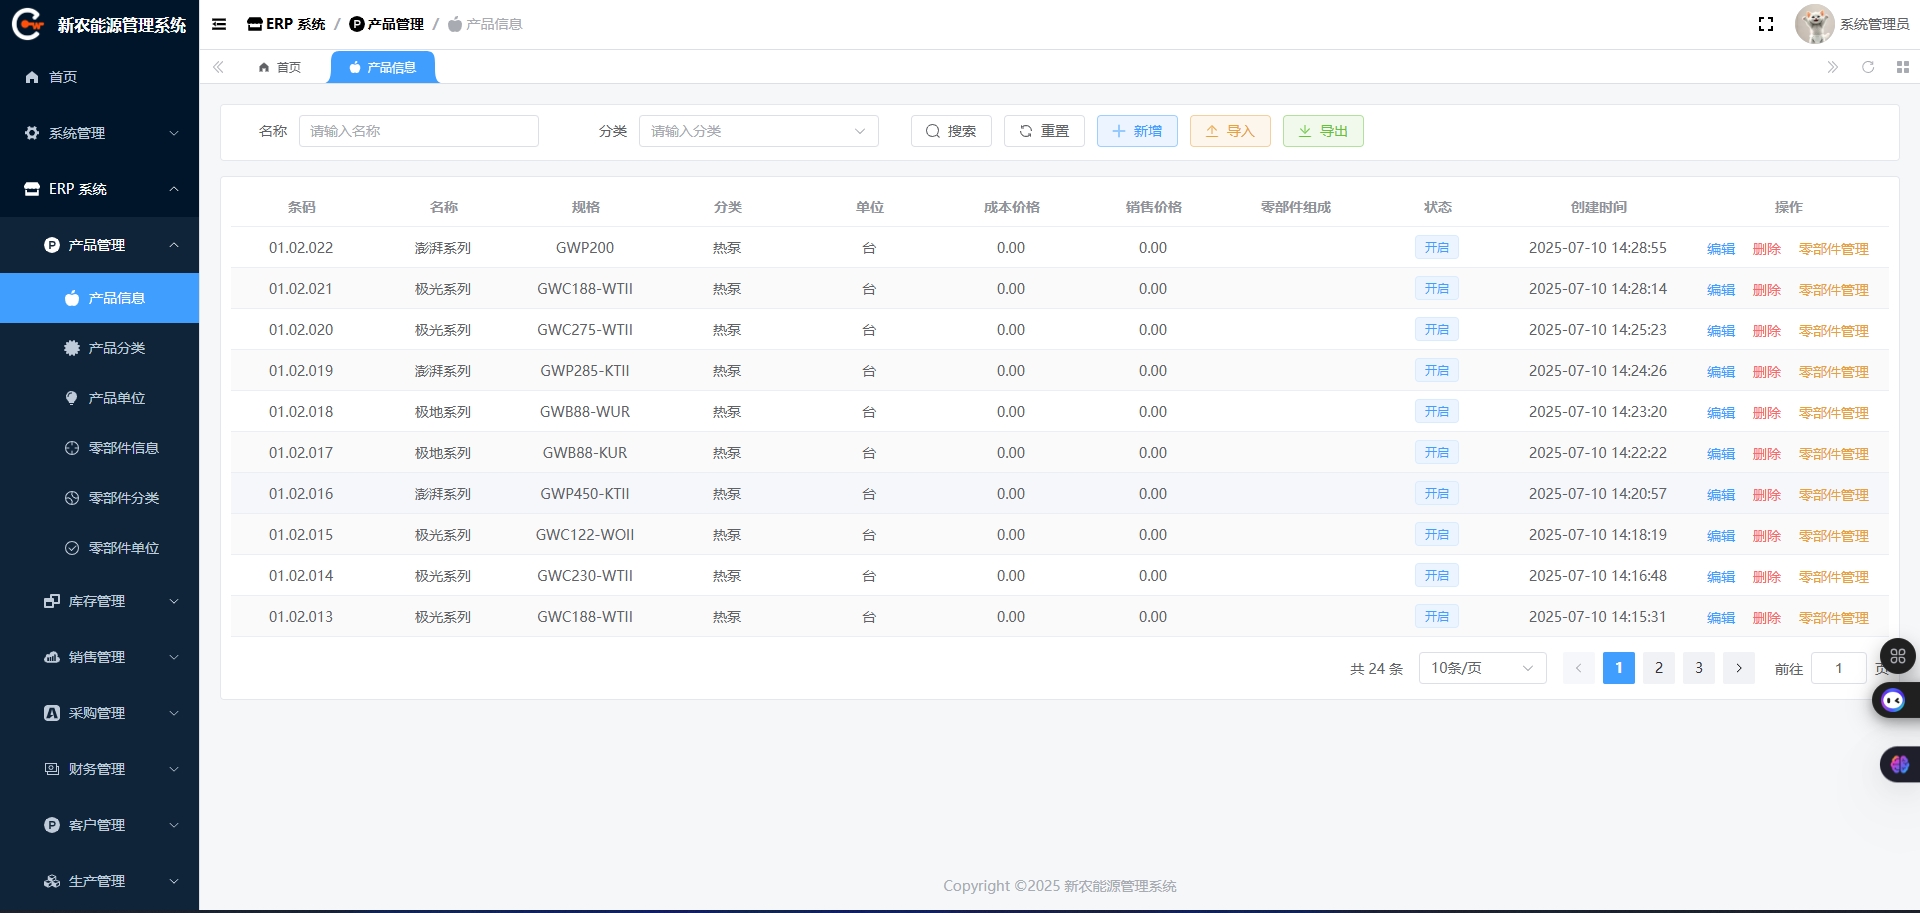 新农能源管理系统
首页
系统管理
ERP 系统
产品管理
产品信息
产品分类
产品单位
零部件信息
零部件分类
零部件单位
库存管理
销售管理
采购管理
财务管理
客户管理
生产管理
ERP 系统 / 产品管理 / 产品信息
系统管理员
首页 产品信息
名称 请输入名称 分类 请输入分类 搜索 重置 新增 导入 导出
条码 名称 规格 分类 单位 成本价格 销售价格 零部件组成 状态 创建时间 操作
01.02.022 澎湃系列 GWP200 热泵 台 0.00 0.00 开启 2025-07-10 14:28:55 编辑 删除 零部件管理
01.02.021 极光系列 GWC188-WTII 热泵 台 0.00 0.00 开启 2025-07-10 14:28:14 编辑 删除 零部件管理
01.02.020 极光系列 GWC275-WTII 热泵 台 0.00 0.00 开启 2025-07-10 14:25:23 编辑 删除 零部件管理
01.02.019 澎湃系列 GWP285-KTII 热泵 台 0.00 0.00 开启 2025-07-10 14:24:26 编辑 删除 零部件管理
01.02.018 极地系列 GWB88-WUR 热泵 台 0.00 0.00 开启 2025-07-10 14:23:20 编辑 删除 零部件管理
01.02.017 极地系列 GWB88-KUR 热泵 台 0.00 0.00 开启 2025-07-10 14:22:22 编辑 删除 零部件管理
01.02.016 澎湃系列 GWP450-KTII 热泵 台 0.00 0.00 开启 2025-07-10 14:20:57 编辑 删除 零部件管理
01.02.015 极光系列 GWC122-WOII 热泵 台 0.00 0.00 开启 2025-07-10 14:18:19 编辑 删除 零部件管理
01.02.014 极光系列 GWC230-WTII 热泵 台 0.00 0.00 开启 2025-07-10 14:16:48 编辑 删除 零部件管理
01.02.013 极光系列 GWC188-WTII 热泵 台 0.00 0.00 开启 2025-07-10 14:15:31 编辑 删除 零部件管理
共 24 条 10条/页 1 2 3 前往 1 页
Copyright ©2025 新农能源管理系统